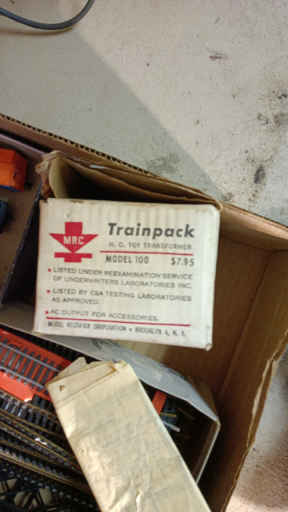 MRC
Trainpack
H. O. TOY TRANSFORMER
MODEL 100 $7.95
• LISTED UNDER REEXAMINATION SERVICE
OF UNDERWRITERS LABORATORIES INC.
• LISTED BY CSA TESTING LABORATORIES
AS APPROVED.
• AC OUTPUT FOR ACCESSORIES.
MODEL RECTIFIER CORPORATION • BROOKLYN